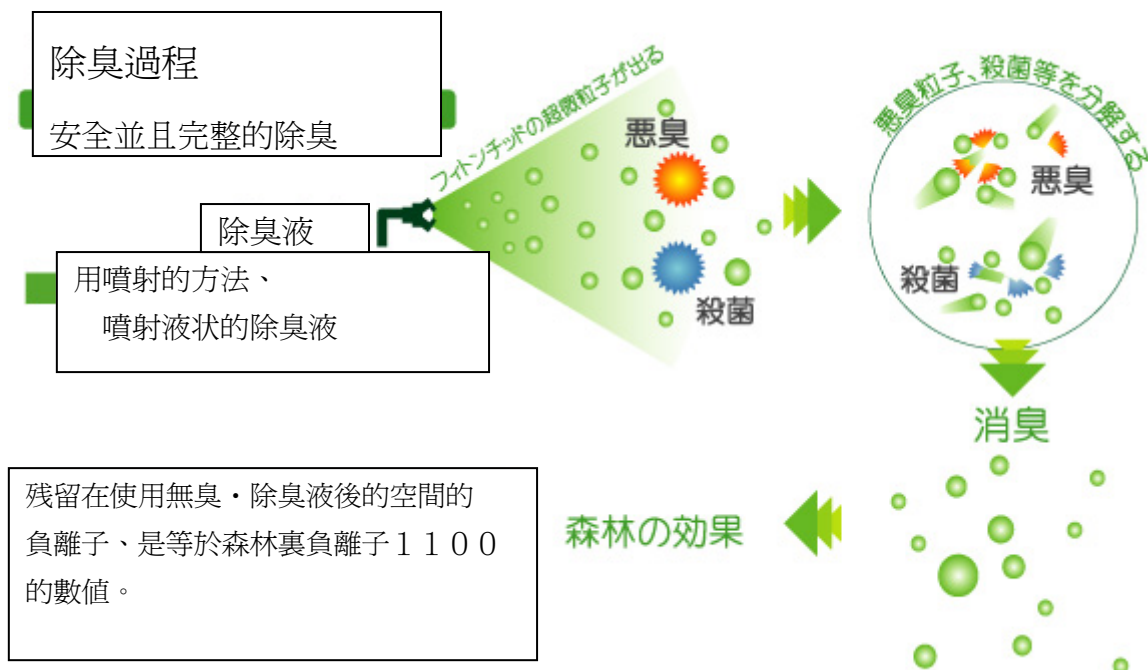 除臭過程
安全並且完整的除臭
除臭液
用噴射的方法、
噴射液状的除臭液
フィトンチッドの超微粒子が出る
悪臭
殺菌
悪臭粒子、殺菌等を分解する
悪臭
殺菌
消臭
森林の効果
残留在使用無臭・除臭液後的空間的
負離子、是等於森林裏負離子１１００
的數值。